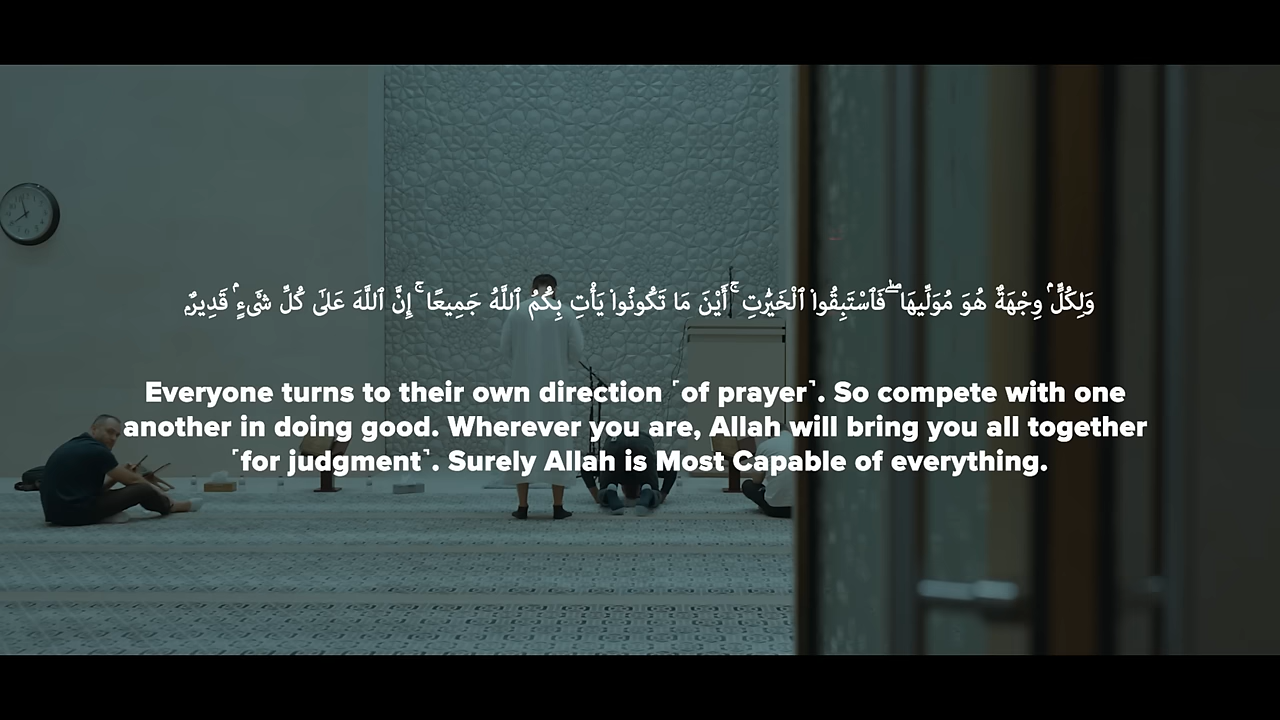 وَلِكُلٍّۢ وِجْهَةٌ هُوَ مُوَلِّيهَا ۖ فَٱسْتَبِقُوا۟ ٱلْخَيْرَٰتِ ۚ أَيْنَ مَا تَكُونُوا۟ يَأْتِ بِكُمُ ٱللَّهُ جَمِيعًا ۚ إِنَّ ٱللَّهَ عَلَىٰ كُلِّ شَىْءٍۢ قَدِيرٌۭ
Everyone turns to their own direction ˹of prayer˺. So compete with one
another in doing good. Wherever you are, Allah will bring you all together
˹for judgment˺. Surely Allah is Most Capable of everything.